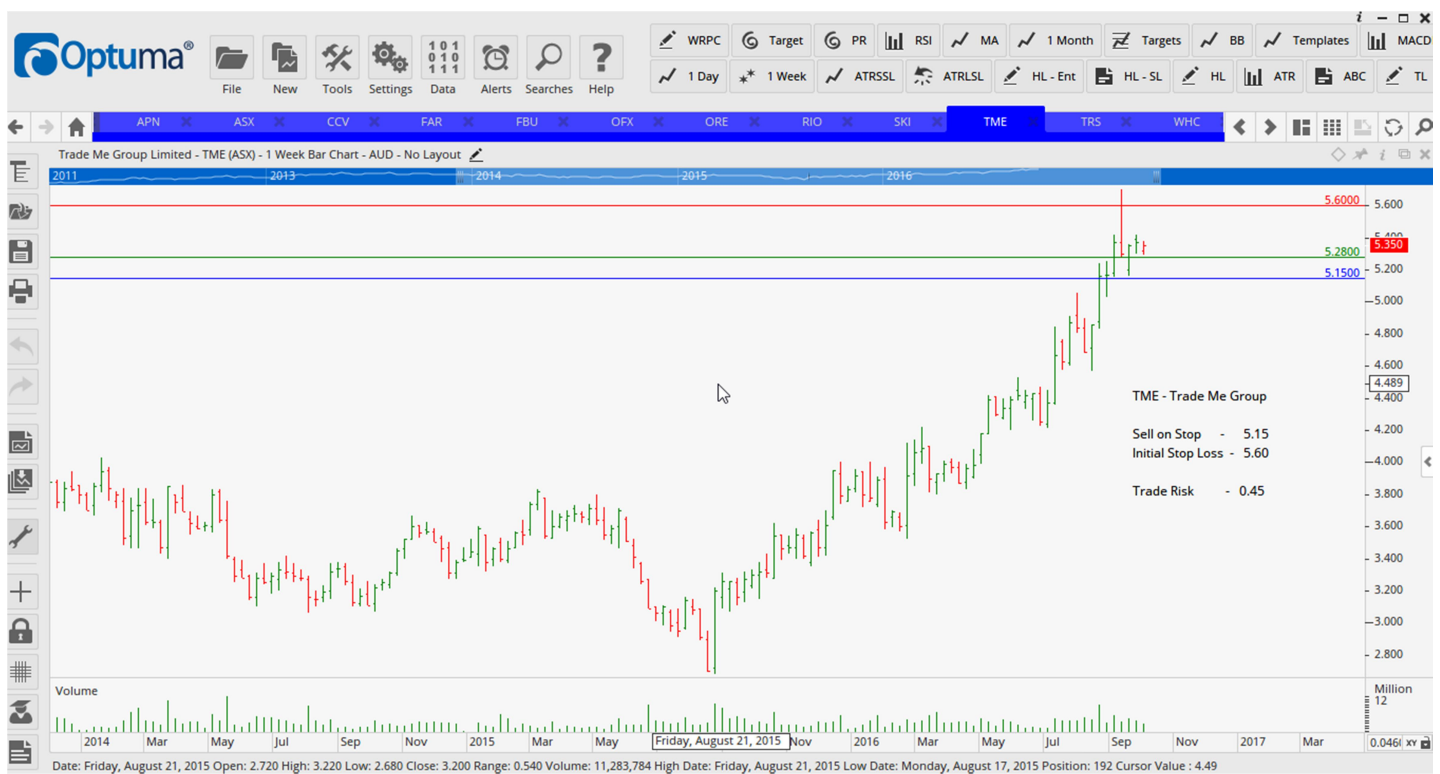 Optuma®
File New Tools Settings Data Alerts Searches Help
WRPC Target PR RSI MA 1 Month Targets BB Templates MACD
1 Day 1 Week ATRSSL ATRLSL HL - Ent HL - SL HL ATR ABC TL
APN ASX CCV FAR FBU OFX ORE RIO SKI TME TRS WHC
Trade Me Group Limited - TME (ASX) - 1 Week Bar Chart - AUD - No Layout
2011 2013 2014 2015 2016
5.6000
5.600
5.400
5.350
5.2800
5.200
5.1500
5.000
4.800
4.600
4.489
4.400
TME - Trade Me Group
4.200
Sell on Stop - 5.15
Initial Stop Loss - 5.60
4.000
Trade Risk - 0.45
3.800
3.600
3.400
3.200
3.000
2.800
Volume
Million
12
2014 Mar May Jul Sep Nov 2015 Mar May Friday, August 21, 2015 Nov 2016 Mar May Jul Sep Nov 2017 Mar XY
Date: Friday, August 21, 2015 Open: 2.720 High: 3.220 Low: 2.680 Close: 3.200 Range: 0.540 Volume: 11,283,784 High Date: Friday, August 21, 2015 Low Date: Monday, August 17, 2015 Position: 192 Cursor Value : 4.49